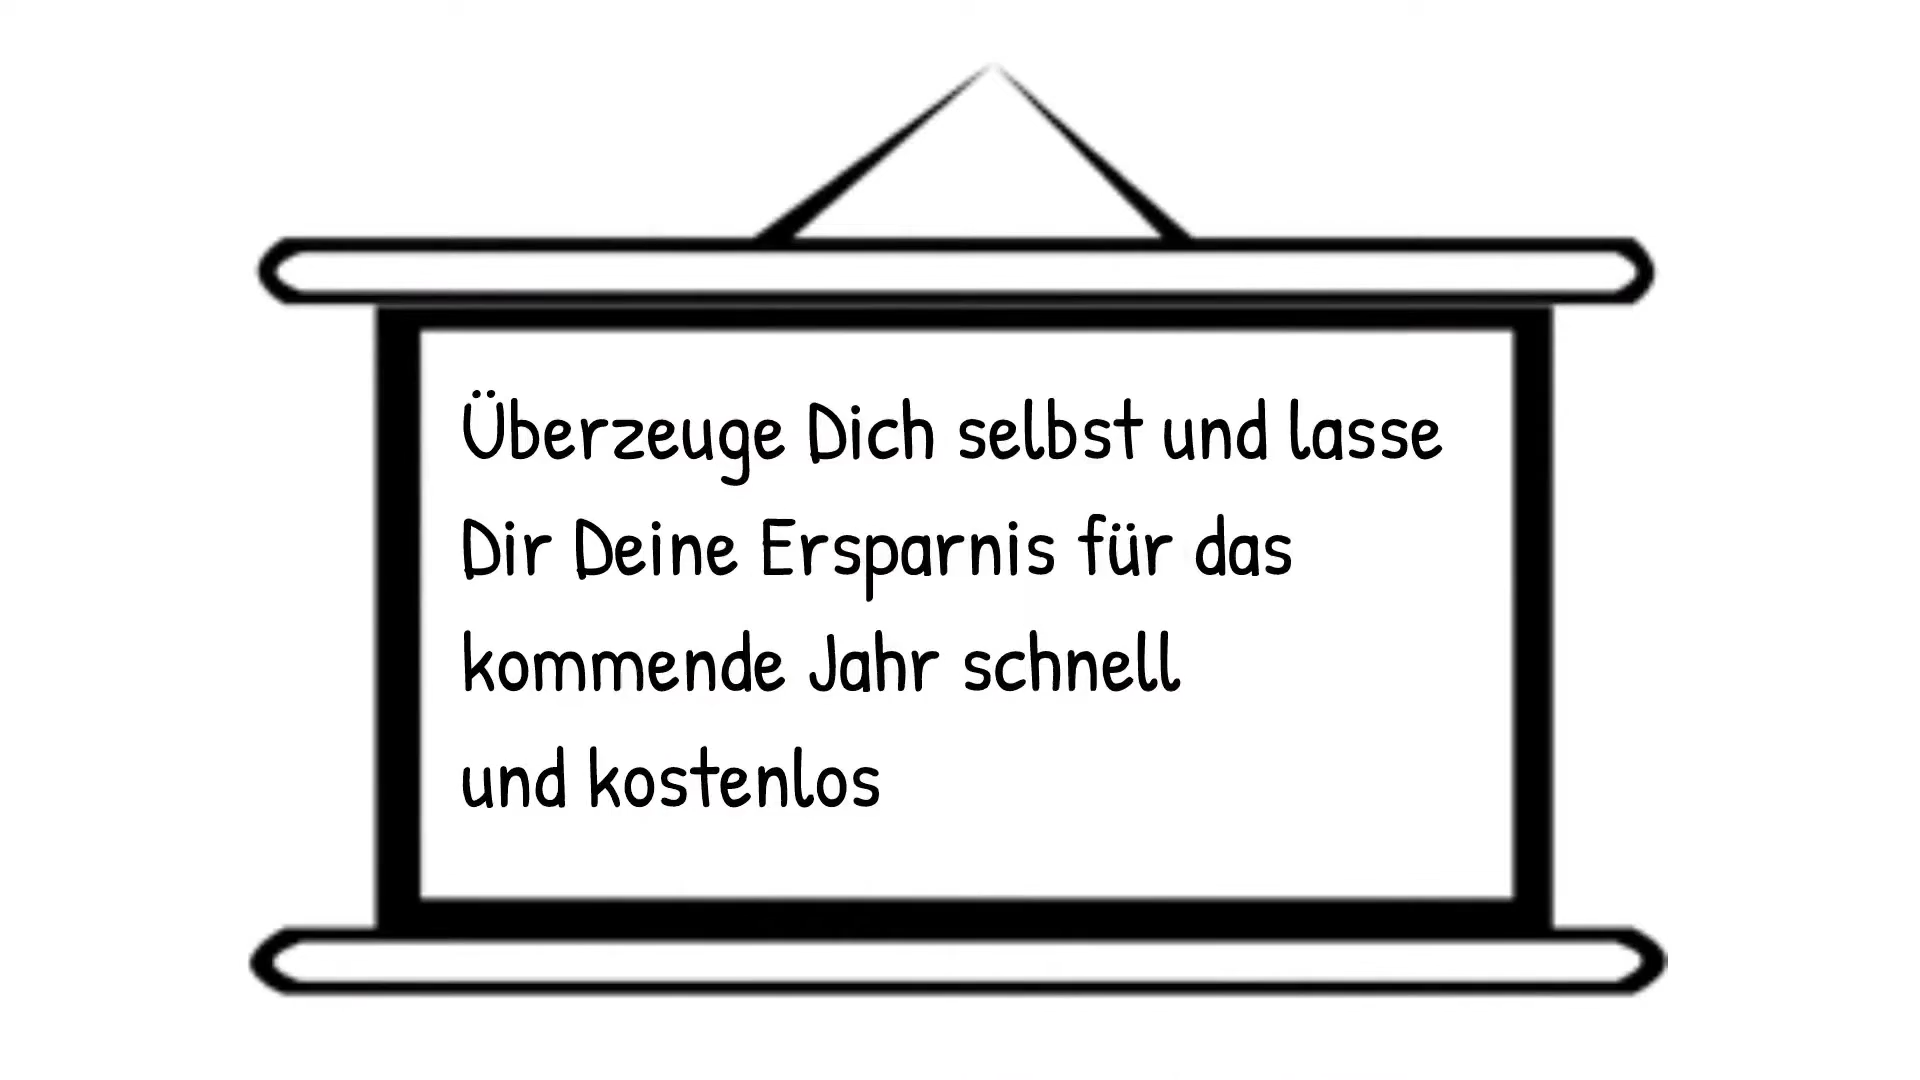 Überzeuge Dich selbst und lasse
Dir Deine Ersparnis für das
kommende Jahr schnell
und kostenlos